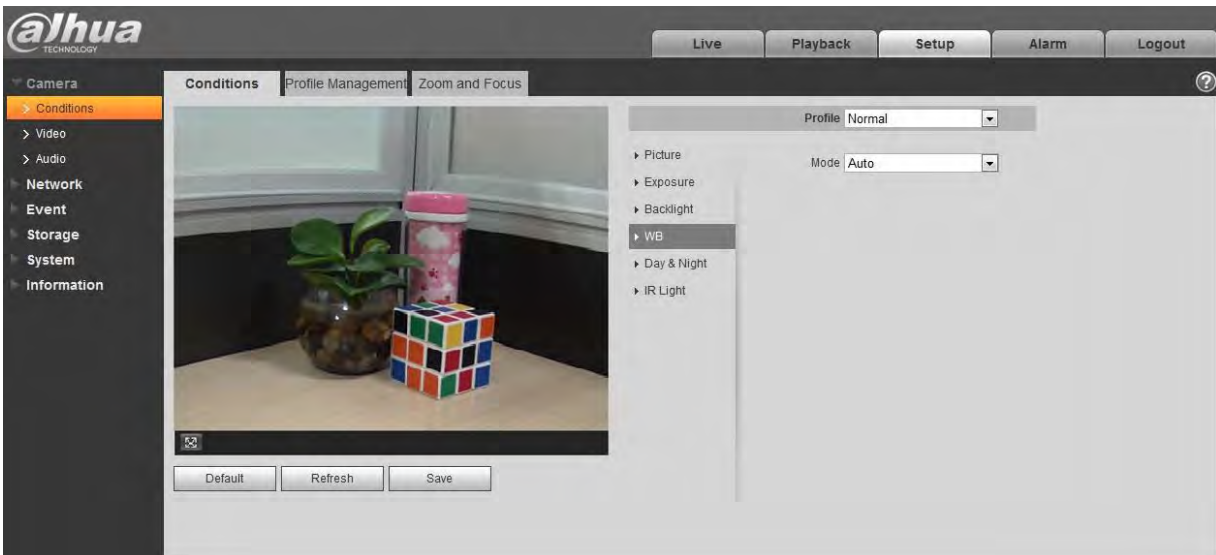 alhua
TECHNOLOGY
Live Playback Setup Alarm Logout
Camera
Conditions
Video
Audio
Network
Event
Storage
System
Information
Conditions Profile Management Zoom and Focus ?
Profile Normal
Mode Auto
Picture
Exposure
Backlight
WB
Day & Night
IR Light
Default Refresh Save